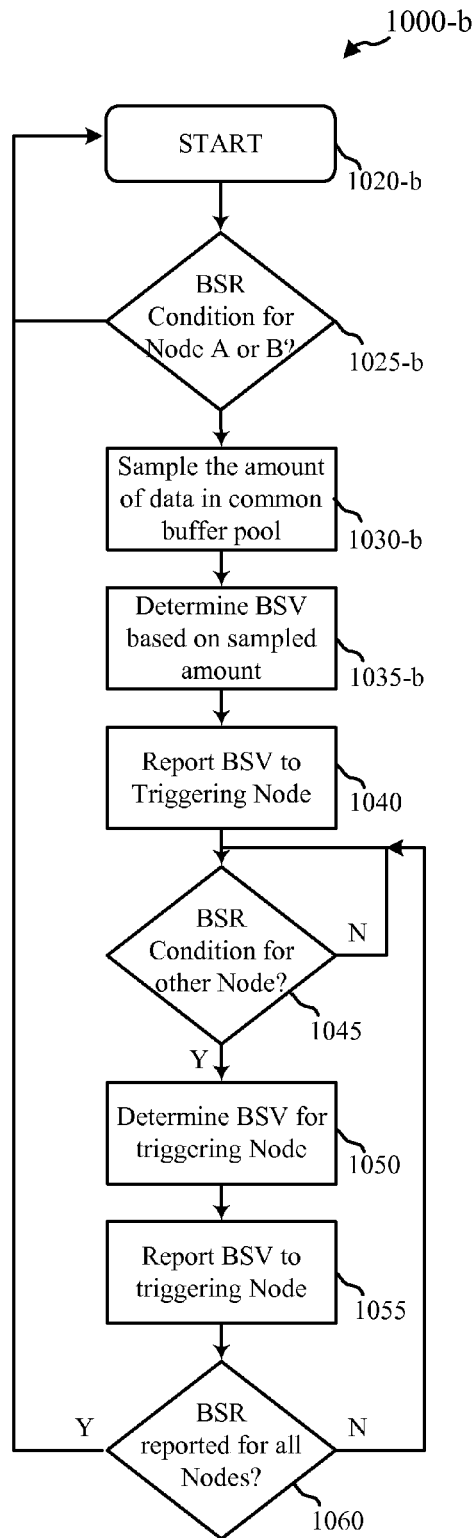 1000-b
START
1020-b
BSR
Condition for
Node A or B?
1025-b
Sample the amount
of data in common
buffer pool
1030-b
Determine BSV
based on sampled
amount
1035-b
Report BSV to
Triggering Node
1040
BSR
Condition for
other Node?
N
1045
Y
Determine BSV for
triggering Node
1050
Report BSV to
triggering Node
1055
Y
BSR
reported for all
Nodes?
N
1060